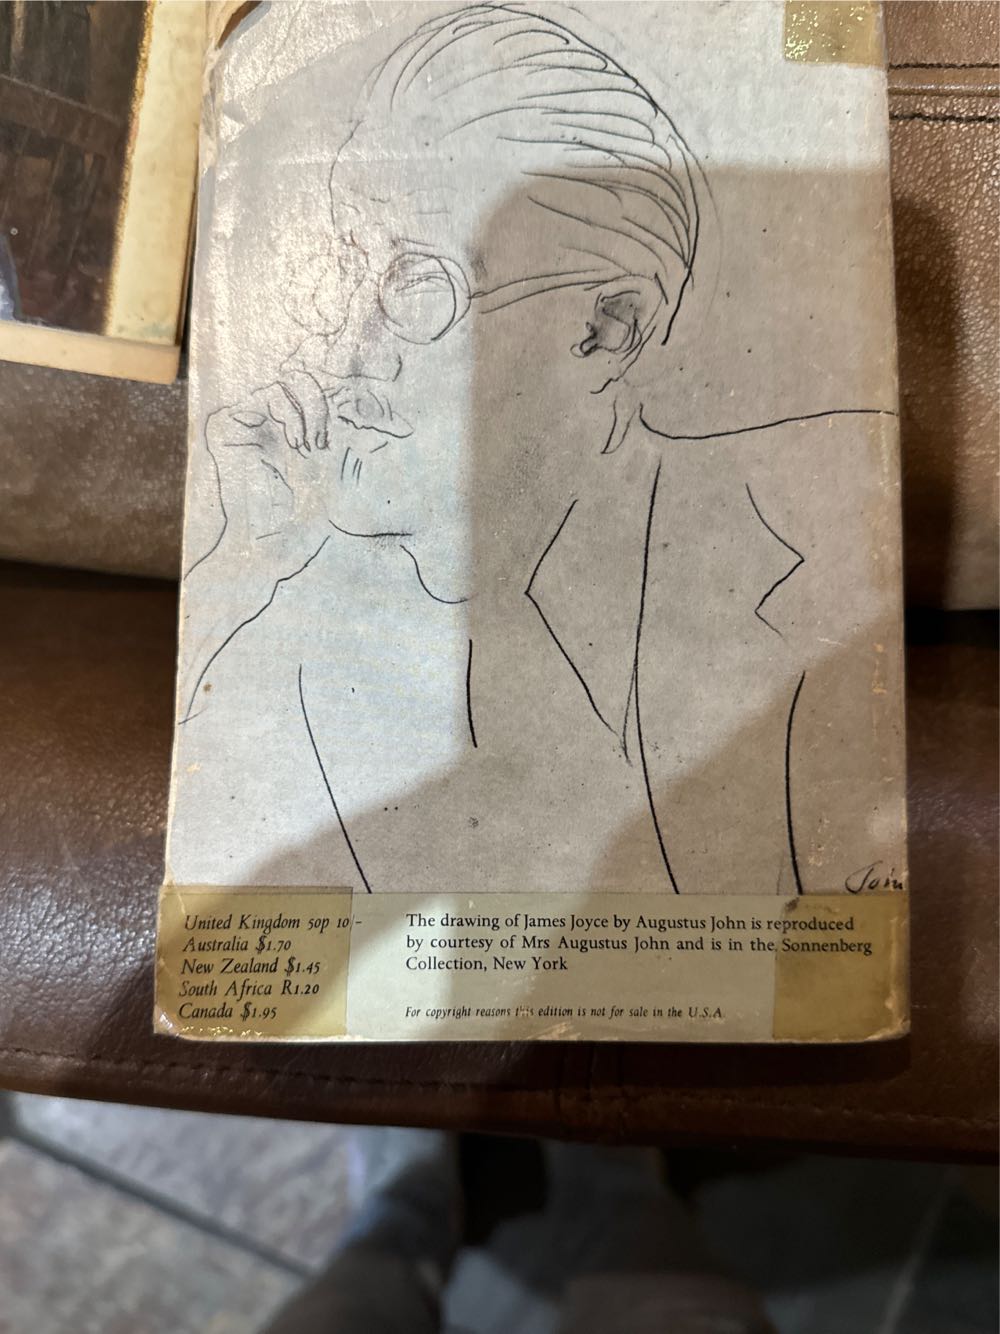 John
United Kingdom 50p 10/-
Australia $1.70
New Zealand $1.45
South Africa R1.20
Canada $1.95
The drawing of James Joyce by Augustus John is reproduced
by courtesy of Mrs Augustus John and is in the Sonnenberg
Collection, New York
For copyright reasons this edition is not for sale in the U.S.A.